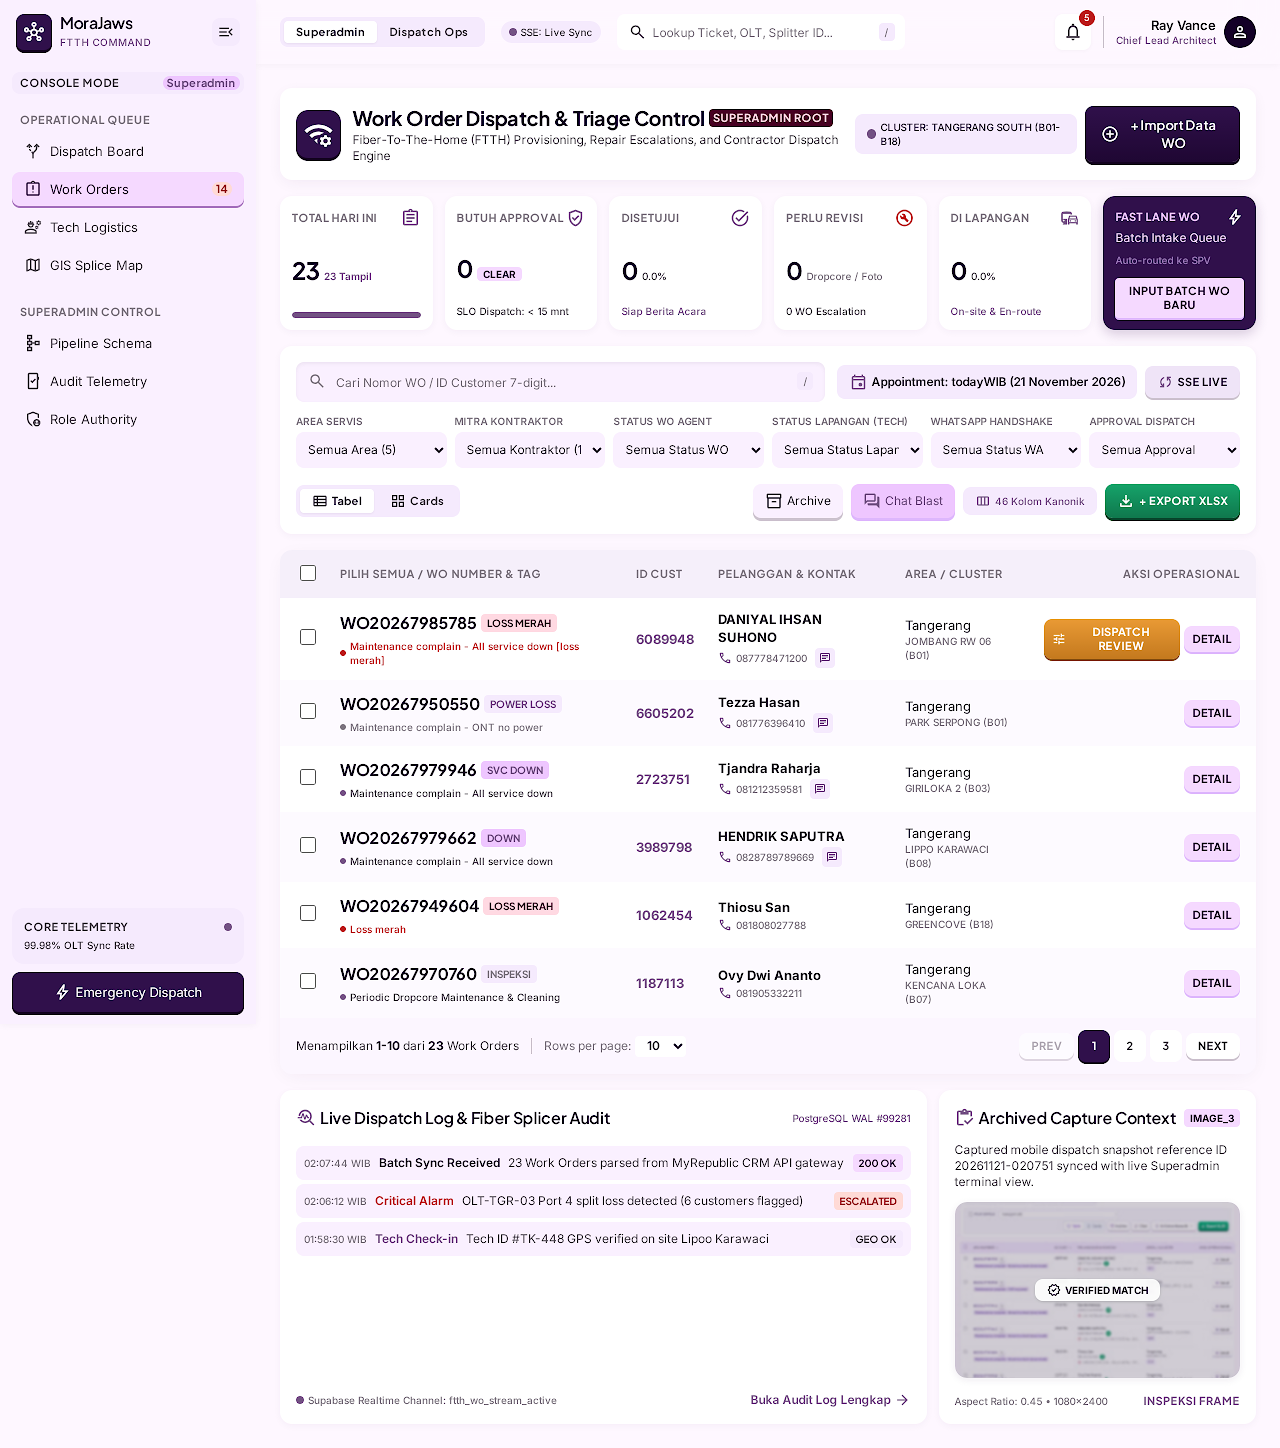 MoraJaws
FTTH COMMAND
CONSOLE MODE
Superadmin
OPERATIONAL QUEUE
Dispatch Board
Work Orders
14
Tech Logistics
GIS Splice Map
SUPERADMIN CONTROL
Pipeline Schema
Audit Telemetry
Role Authority
CORE TELEMETRY
99.98% OLT Sync Rate
Emergency Dispatch
Superadmin
Dispatch Ops
SSE: Live Sync
Lookup Ticket, OLT, Splitter ID...
/
5
Ray Vance
Chief Lead Architect
Work Order Dispatch & Triage Control
SUPERADMIN ROOT
Fiber-To-The-Home (FTTH) Provisioning, Repair Escalations, and Contractor Dispatch
Engine
CLUSTER: TANGERANG SOUTH (B01-
B18)
+ Import Data
WO
TOTAL HARI INI
23
23 Tampil
BUTUH APPROVAL
0
CLEAR
SLO Dispatch: < 15 mnt
DISETUJUI
0
0.0%
Siap Berita Acara
PERLU REVISI
0
Dropcore / Foto
0 WO Escalation
DI LAPANGAN
0
0.0%
On-site & En-route
FAST LANE WO
Batch Intake Queue
Auto-routed ke SPV
INPUT BATCH WO
BARU
Cari Nomor WO / ID Customer 7-digit...
/
Appointment: todayWIB (21 November 2026)
SSE LIVE
AREA SERVIS
MITRA KONTRAKTOR
STATUS WO AGENT
STATUS LAPANGAN (TECH)
WHATSAPP HANDSHAKE
APPROVAL DISPATCH
Semua Area (5)
Semua Kontraktor (1
Semua Status WO
Semua Status Lapar
Semua Status WA
Semua Approval
Tabel
Cards
Archive
Chat Blast
46 Kolom Kanonik
+ EXPORT XLSX
PILIH SEMUA / WO NUMBER & TAG
ID CUST
PELANGGAN & KONTAK
AREA / CLUSTER
AKSI OPERASIONAL
WO20267985785
LOSS MERAH
Maintenance complain - All service down [loss
merah]
6089948
DANIYAL IHSAN
SUHONO
087778471200
Tangerang
JOMBANG RW 06
(B01)
DISPATCH
REVIEW
DETAIL
WO20267950550
POWER LOSS
Maintenance complain - ONT no power
6605202
Tezza Hasan
081776396410
Tangerang
PARK SERPONG (B01)
DETAIL
WO20267979946
SVC DOWN
Maintenance complain - All service down
2723751
Tjandra Raharja
081212359581
Tangerang
GIRILOKA 2 (B03)
DETAIL
WO20267979662
DOWN
Maintenance complain - All service down
3989798
HENDRIK SAPUTRA
0828789789669
Tangerang
LIPPO KARAWACI
(B08)
DETAIL
WO20267949604
LOSS MERAH
Loss merah
1062454
Thiosu San
081808027788
Tangerang
GREENCOVE (B18)
DETAIL
WO20267970760
INSPEKSI
Periodic Dropcore Maintenance & Cleaning
1187113
Ovy Dwi Ananto
081905332211
Tangerang
KENCANA LOKA
(B07)
DETAIL
Menampilkan 1-10 dari 23 Work Orders
Rows per page:
10
PREV
1
2
3
NEXT
Live Dispatch Log & Fiber Splicer Audit
PostgreSQL WAL #99281
02:07:44 WIB Batch Sync Received 23 Work Orders parsed from MyRepublic CRM API gateway 200 OK
02:06:12 WIB Critical Alarm OLT-TGR-03 Port 4 split loss detected (6 customers flagged) ESCALATED
01:58:30 WIB Tech Check-in Tech ID #TK-448 GPS verified on site Lipoo Karawaci GEO OK
Supabase Realtime Channel: ftth_wo_stream_active
Buka Audit Log Lengkap
Archived Capture Context
IMAGE_3
Captured mobile dispatch snapshot reference ID
20261121-020751 synced with live Superadmin
terminal view.
VERIFIED MATCH
Aspect Ratio: 0.45 • 1080x2400
INSPEKSI FRAME